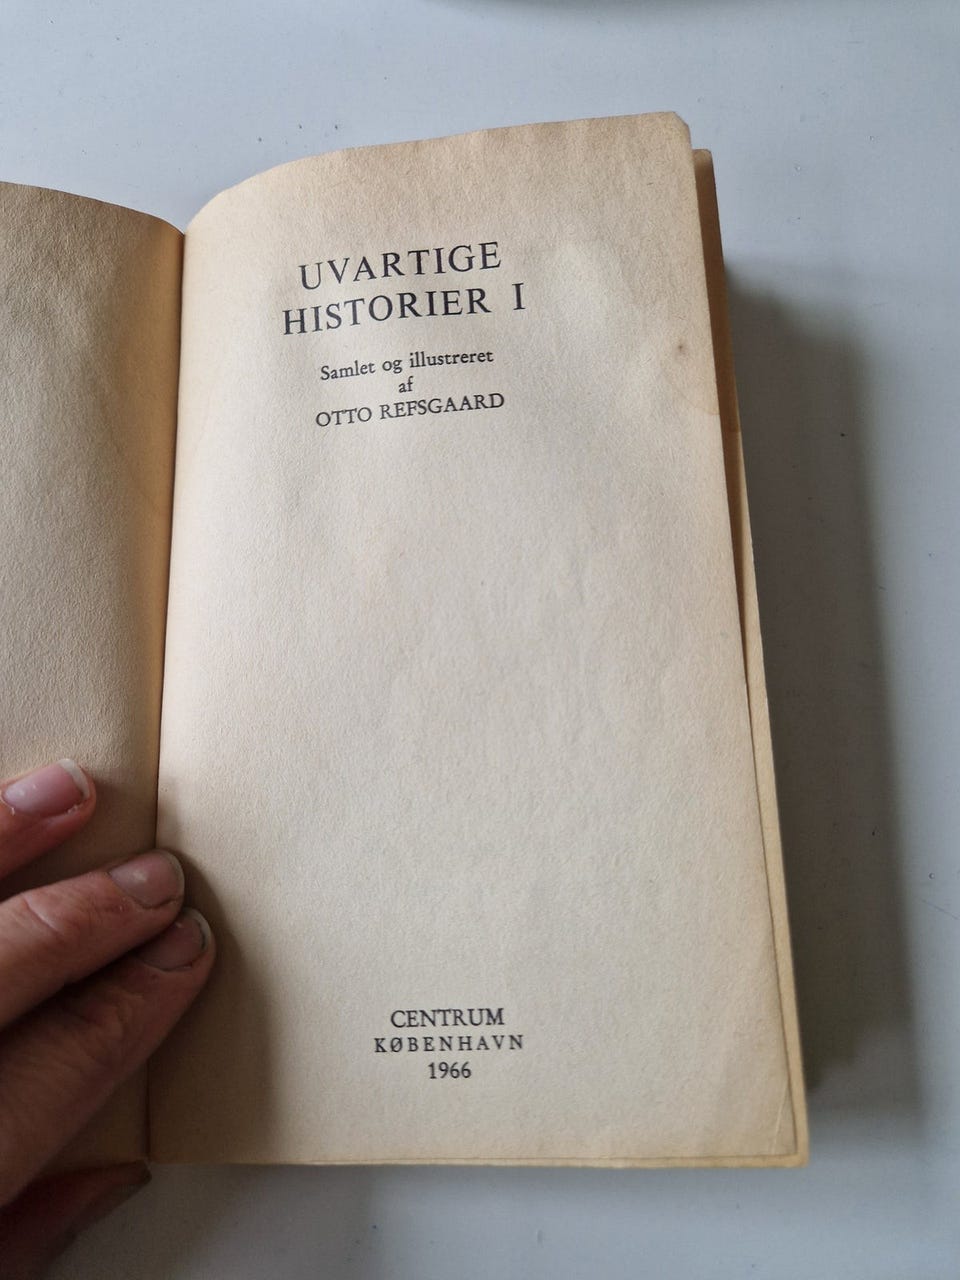 UVARTIGE
HISTORIER I
Samlet og illustreret
af
OTTO REFSGAARD
CENTRUM
KØBENHAVN
1966